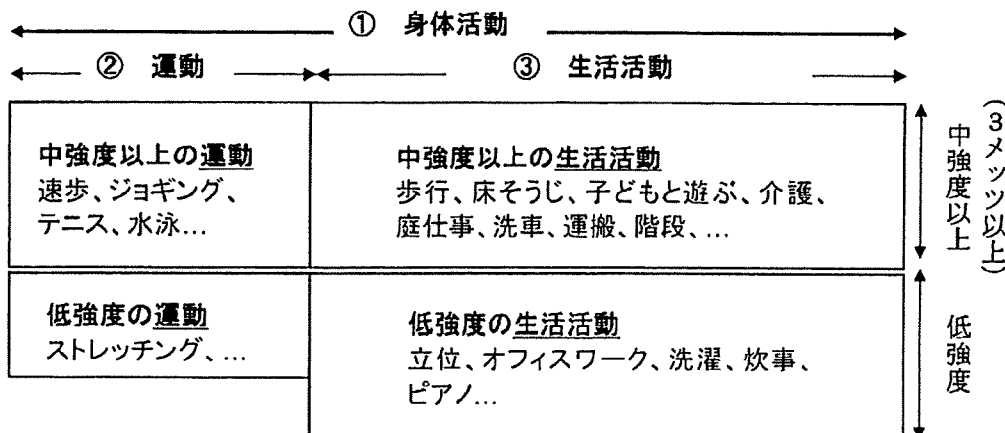 ① 身体活動
② 運動
③ 生活活動
中強度以上の運動
速歩、ジョギング、
テニス、水泳...
中強度以上の生活活動
歩行、床そうじ、子どもと遊ぶ、介護、
庭仕事、洗車、運搬、階段、...
中強度以上
(3メッツ以上)
低強度の運動
ストレッチング、...
低強度の生活活動
立位、オフィスワーク、洗濯、炊事、
ピアノ...
低強度